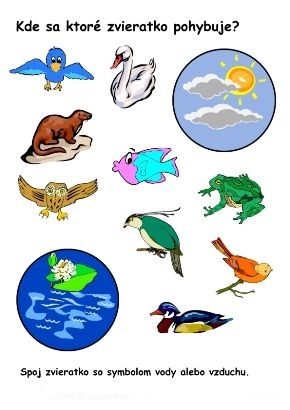 Kde sa ktoré zvieratko pohybuje?
Spoj zvieratko so symbolom vody alebo vzduchu.